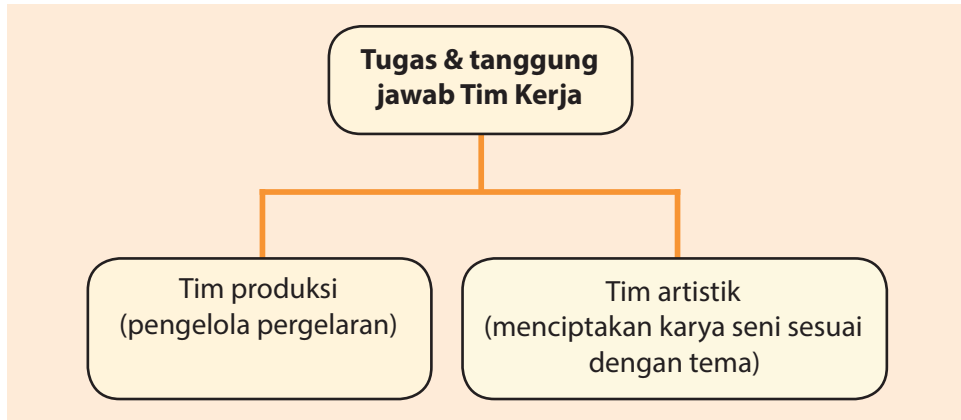 Tugas & tanggung
jawab Tim Kerja
Tim produksi
(pengelola pergelaran)
Tim artistik
(menciptakan karya seni sesuai
dengan tema)